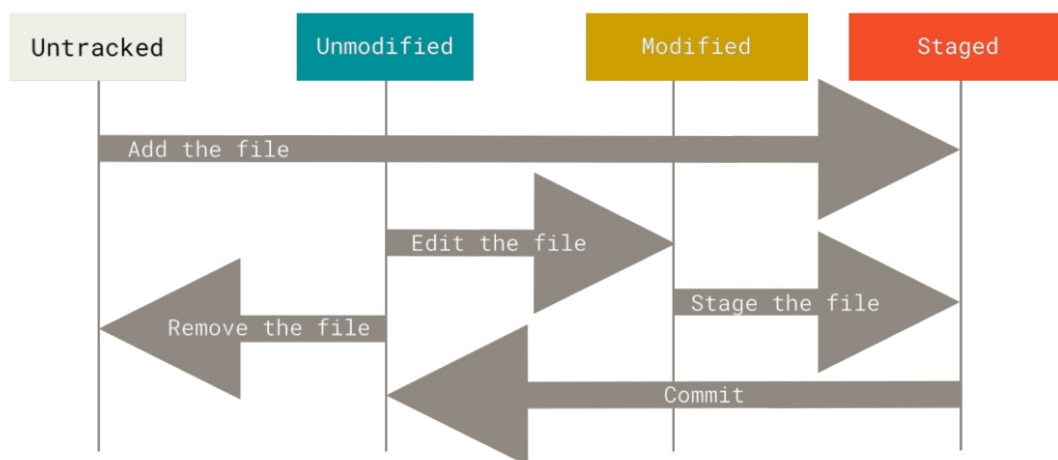 Untracked
Unmodified
Modified
Staged
Add the file
Edit the file
Stage the file
Remove the file
Commit